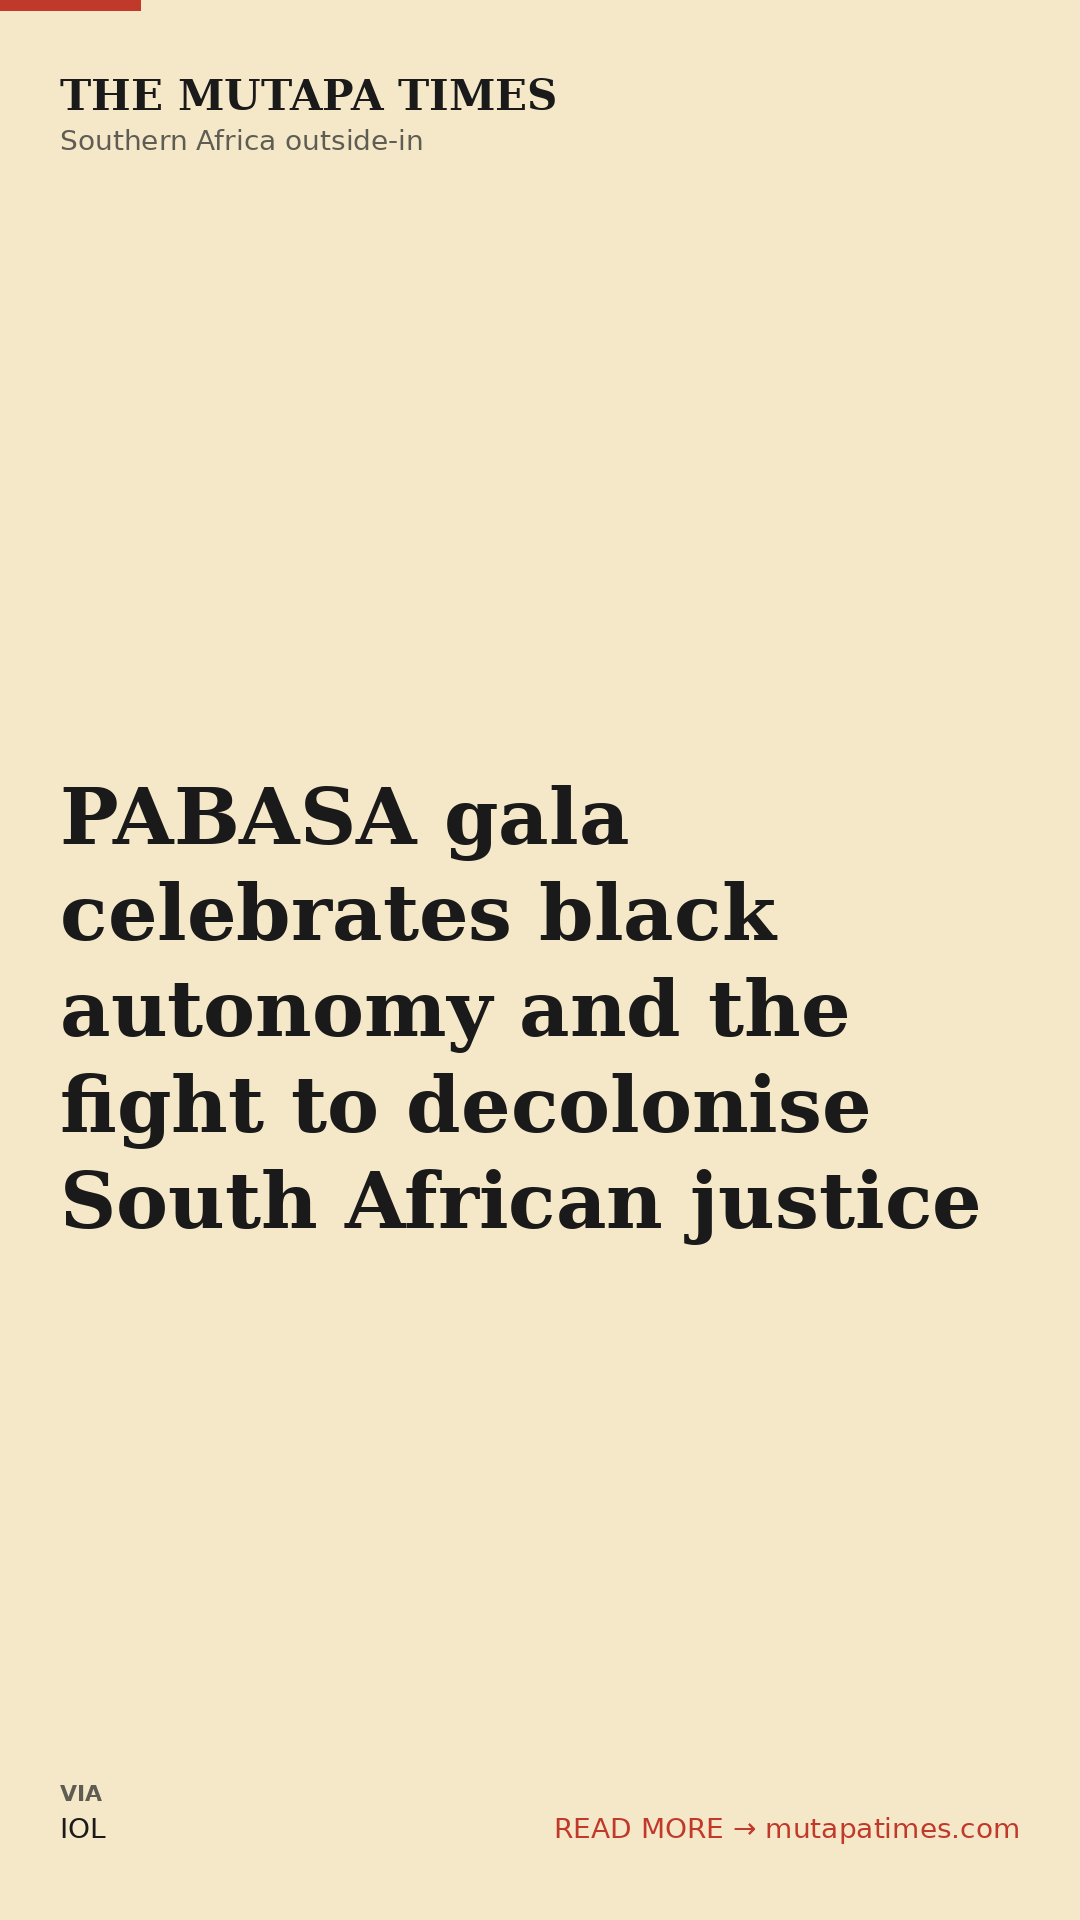 THE MUTAPA TIMES
Southern Africa outside-in
PABASA gala
celebrates black
autonomy and the
fight to decolonise
South African justice
VIA
IOL
READ MORE → mutapatimes.com